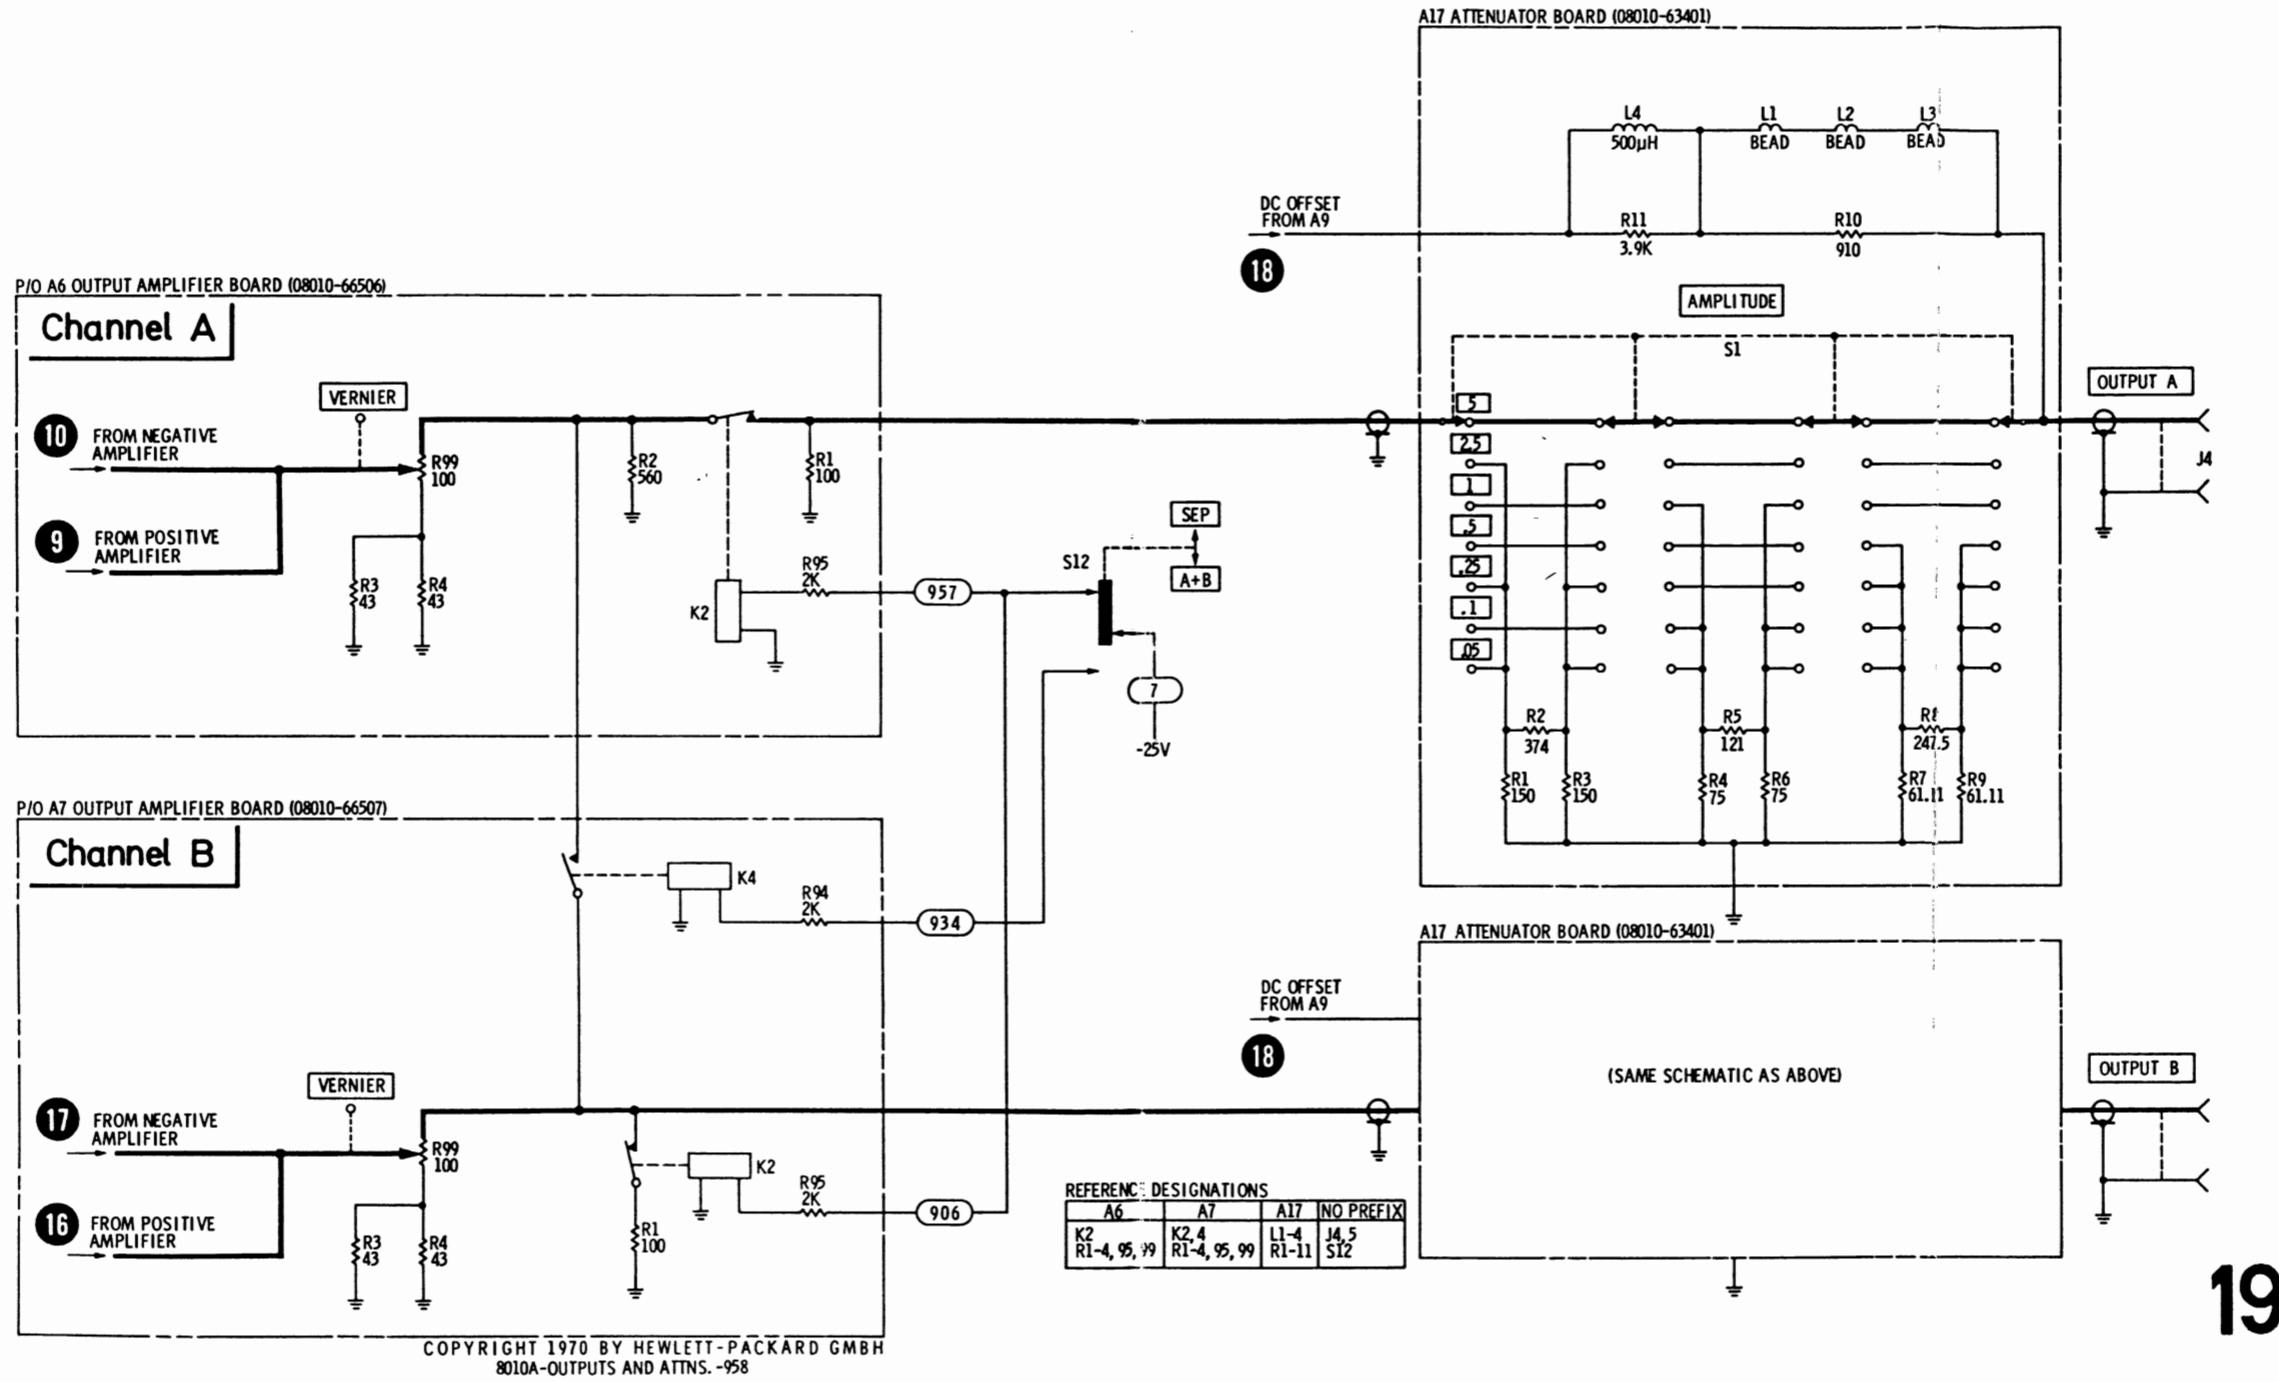 A17 ATTENUATOR BOARD (08010-63401)
L4
500µH
L1
BEAD
L2
BEAD
L3
BEAD
DC OFFSET
FROM A9
18
R11
3.9K
R10
910
AMPLITUDE
S1
5
2.5
1
.5
.25
.1
.05
R2
374
R1
150
R3
150
R5
121
R4
75
R6
75
247.5
R7
61.11
R9
61.11
OUTPUT A
J4
P/O A6 OUTPUT AMPLIFIER BOARD (08010-66506)
Channel A
VERNIER
10
FROM NEGATIVE
AMPLIFIER
9
FROM POSITIVE
AMPLIFIER
R99
100
R3
43
R4
43
R2
560
R1
100
K2
R95
2K
957
S12
SEP
A+B
7
-25V
P/O A7 OUTPUT AMPLIFIER BOARD (08010-66507)
Channel B
K4
R94
2K
934
VERNIER
17
FROM NEGATIVE
AMPLIFIER
16
FROM POSITIVE
AMPLIFIER
R99
100
R3
43
R4
43
K2
R1
100
R95
2K
906
A17 ATTENUATOR BOARD (08010-63401)
DC OFFSET
FROM A9
18
(SAME SCHEMATIC AS ABOVE)
OUTPUT B
REFERENCE DESIGNATIONS
A6 A7 A17 NO PREFIX
K2 K2,4 L1-4 J4,5
R1-4, 95, 99 R1-4, 95, 99 R1-11 S12
COPYRIGHT 1970 BY HEWLETT-PACKARD GMBH
8010A-OUTPUTS AND ATTNS. -958
19